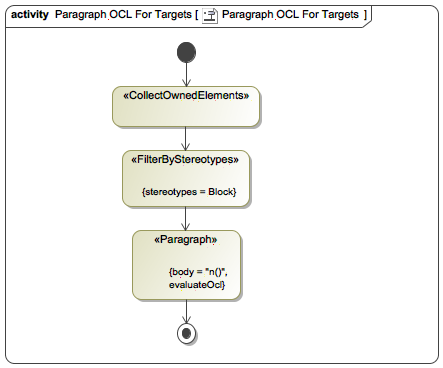 activity Paragraph OCL For Targets [ Paragraph OCL For Targets ]
«CollectOwnedElements»
«FilterByStereotypes»
{stereotypes = Block}
«Paragraph»
{body = "n()",
evaluateOcl}